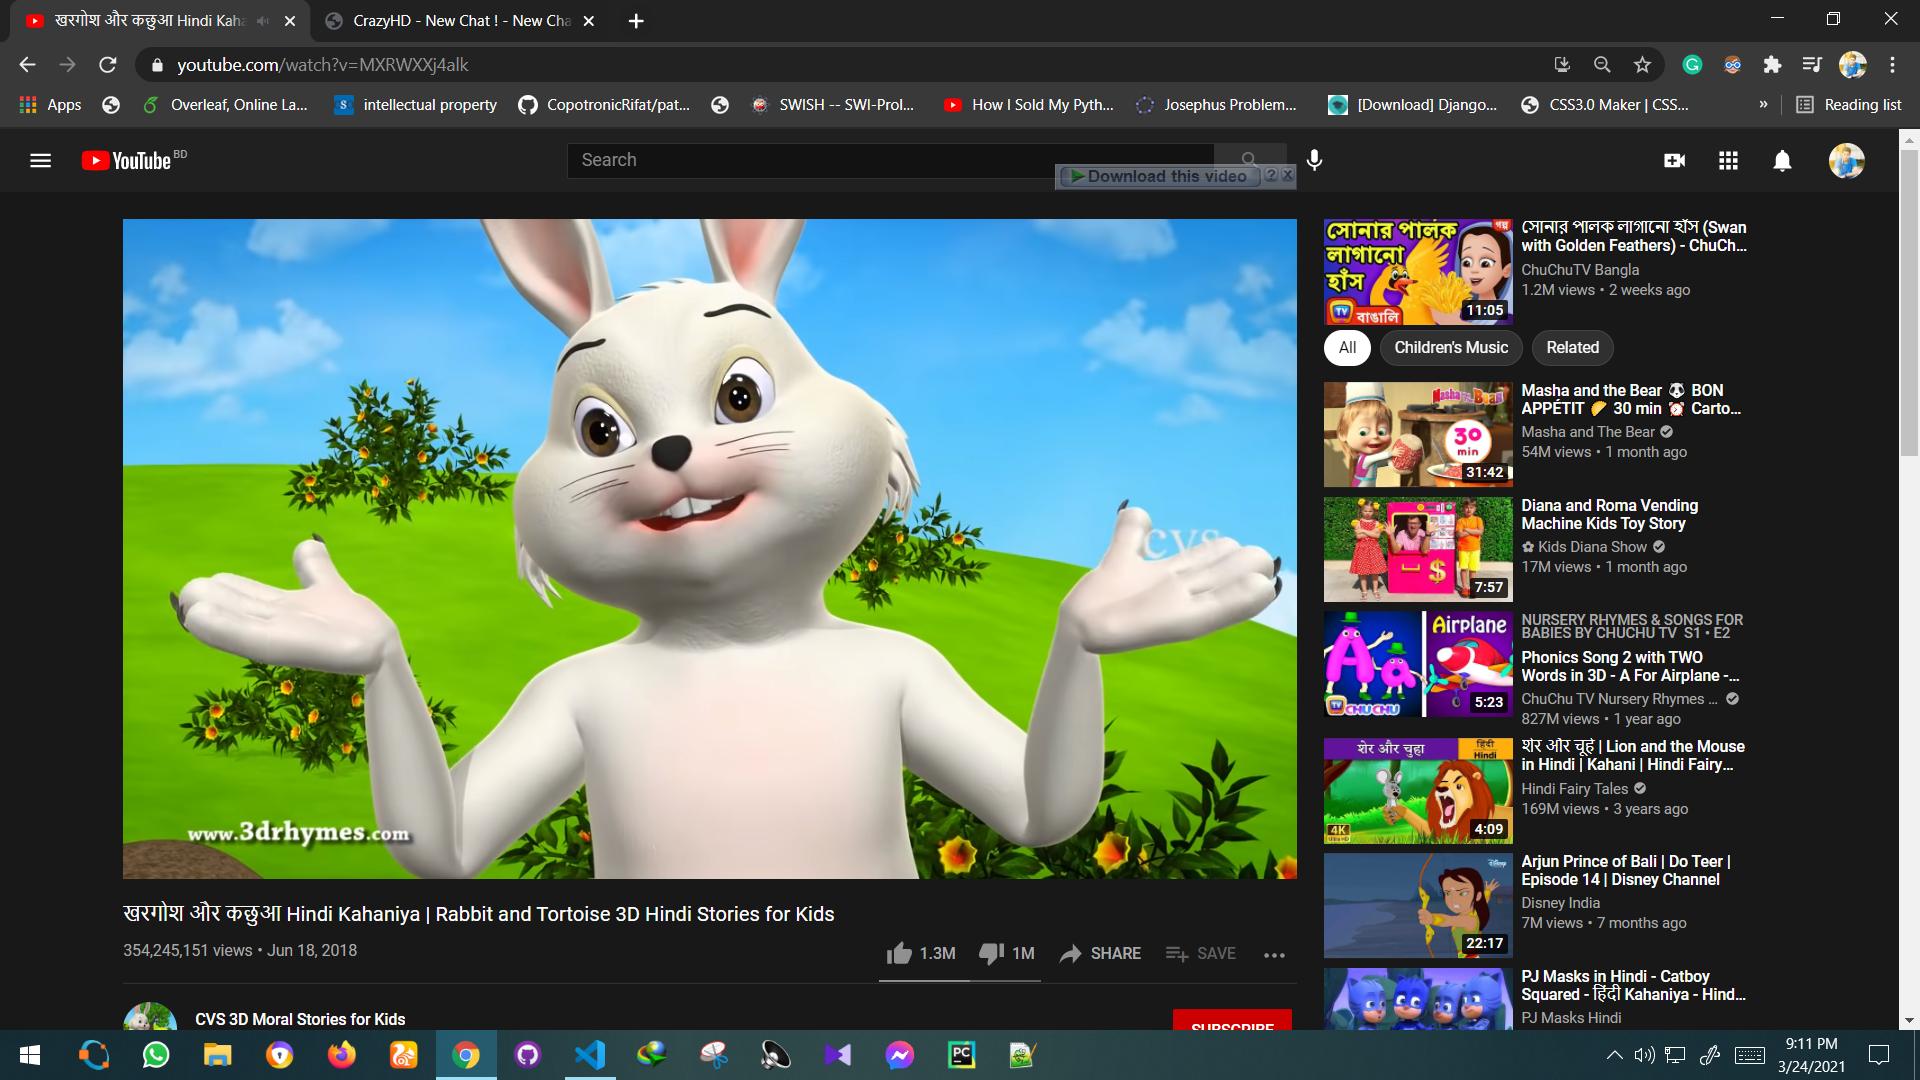 खरगोश और कछुआ Hindi Kaha
CrazyHD - New Chat ! - New Cha
youtube.com/watch?v=MXRWXXj4alk
Apps
Overleaf, Online La...
intellectual property
CopotronicRifat/pat...
SWISH -- SWI-Prol...
How I Sold My Pyth...
Josephus Problem...
[Download] Django...
CSS3.0 Maker | CSS...
»
Reading list
YouTube BD
Search
Download this video ? X
CVS
www.3drhymes.com
खरगोश और कछुआ Hindi Kahaniya | Rabbit and Tortoise 3D Hindi Stories for Kids
354,245,151 views • Jun 18, 2018
1.3M
1M
SHARE
SAVE
CVS 3D Moral Stories for Kids
SUBSCRIBE
সোনার পালক
লাগানো
হাঁস
গল্প
TV বাঙালি
11:05
সোনার পালক লাগানো হাঁস (Swan
with Golden Feathers) - ChuCh...
ChuChuTV Bangla
1.2M views • 2 weeks ago
All
Children's Music
Related
Masha and the Bear
30
min
31:42
Masha and the Bear 🐼 BON
APPÉTIT 🌮 30 min ⏰ Carto...
Masha and The Bear
54M views • 1 month ago
$
7:57
Diana and Roma Vending
Machine Kids Toy Story
✿ Kids Diana Show
17M views • 1 month ago
Aa
Airplane
TV CHUCHU
5:23
NURSERY RHYMES & SONGS FOR
BABIES BY CHUCHU TV S1 • E2
Phonics Song 2 with TWO
Words in 3D - A For Airplane -...
ChuChu TV Nursery Rhymes ...
827M views • 1 year ago
शेर और चुहा
हिंदी
Hindi
4K
4:09
शेर और चूहे | Lion and the Mouse
in Hindi | Kahani | Hindi Fairy...
Hindi Fairy Tales
169M views • 3 years ago
Disney
22:17
Arjun Prince of Bali | Do Teer |
Episode 14 | Disney Channel
Disney India
7M views • 7 months ago
PJ Masks in Hindi - Catboy
Squared - हिंदी Kahaniya - Hind...
PJ Masks Hindi
PC
9:11 PM
3/24/2021